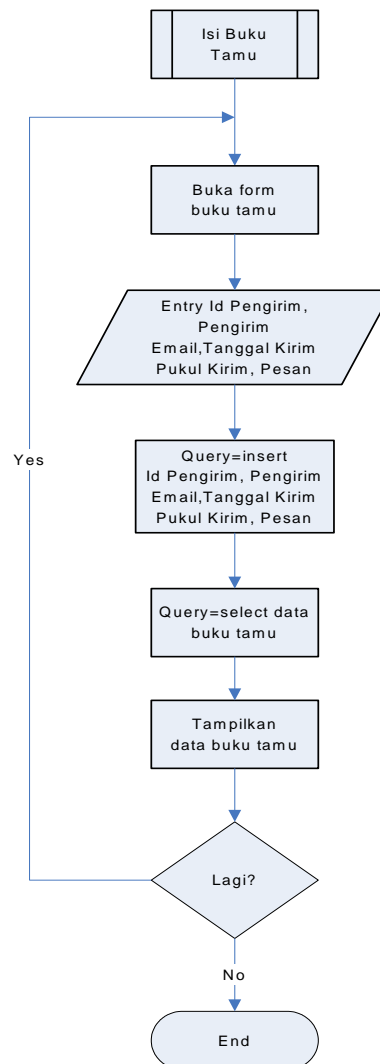 Isi Buku
Tamu
Buka form
buku tamu
Entry Id Pengirim,
Pengirim
Email,Tanggal Kirim
Pukul Kirim, Pesan
Query=insert
Id Pengirim, Pengirim
Email,Tanggal Kirim
Pukul Kirim, Pesan
Yes
Query=select data
buku tamu
Tampilkan
data buku tamu
Lagi?
No
End